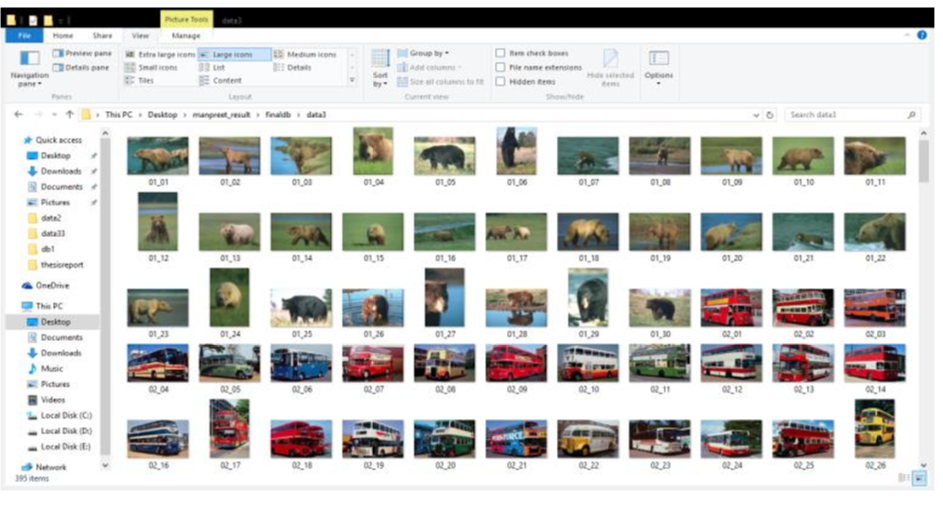 Picture Tools data3
File Home Share View Manage
Preview pane Extra large icons Large icons Medium icons Group by Item check boxes
Details pane Small icons List Details Add columns File name extensions
Navigation pane Tiles Content Sort by Size all columns to fit Hidden items Hide selected items Options
Panes Layout Current view Show/hide
This PC > Desktop > manpreet_result > finaldb > data3 Search data3
Quick access
Desktop
Downloads
Documents
Pictures
data2
data33
db1
thesisreport
OneDrive
This PC
Desktop
Documents
Downloads
Music
Pictures
Videos
Local Disk (C:)
Local Disk (D:)
Local Disk (E:)
Network
01_01 01_02 01_03 01_04 01_05 01_06 01_07 01_08 01_09 01_10 01_11
01_12 01_13 01_14 01_15 01_16 01_17 01_18 01_19 01_20 01_21 01_22
01_23 01_24 01_25 01_26 01_27 01_28 01_29 01_30 02_01 02_02 02_03
02_04 02_05 02_06 02_07 02_08 02_09 02_10 02_11 02_12 02_13 02_14
02_16 02_17 02_18 02_19 02_20 02_21 02_22 02_23 02_24 02_25 02_26
395 items